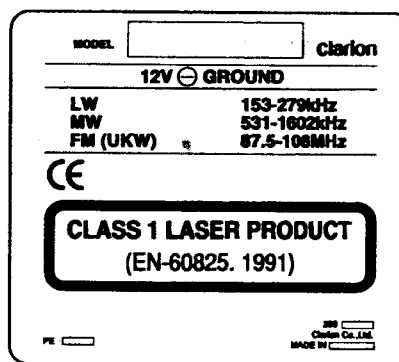 MODEL clarion
12V ⊖ GROUND
LW 153-279kHz
MW 531-1602kHz
FM (UKW) 87.5-108MHz
CE
CLASS 1 LASER PRODUCT
(EN-60825. 1991)
Clarion Co.,Ltd.
PE MADE IN